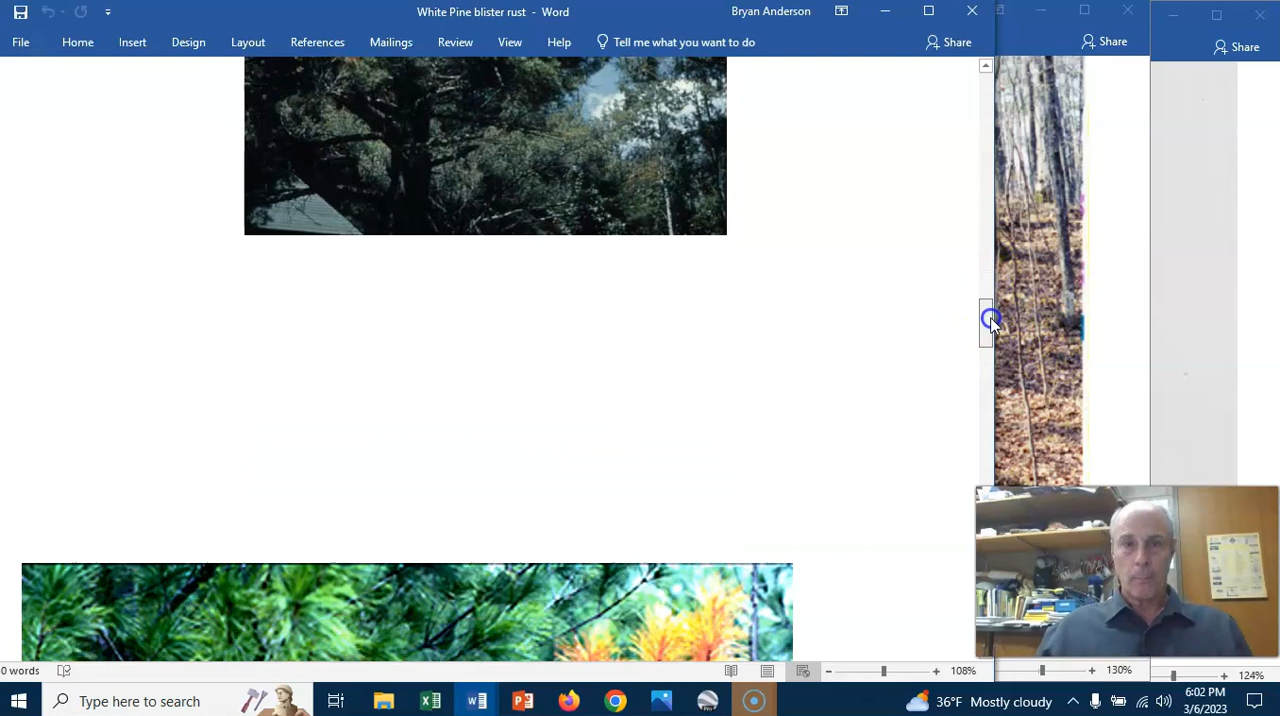 White Pine blister rust - Word
Bryan Anderson
File Home Insert Design Layout References Mailings Review View Help Tell me what you want to do Share
Share
Share
0 words
108%
130%
124%
Type here to search
36°F Mostly cloudy
6:02 PM
3/6/2023